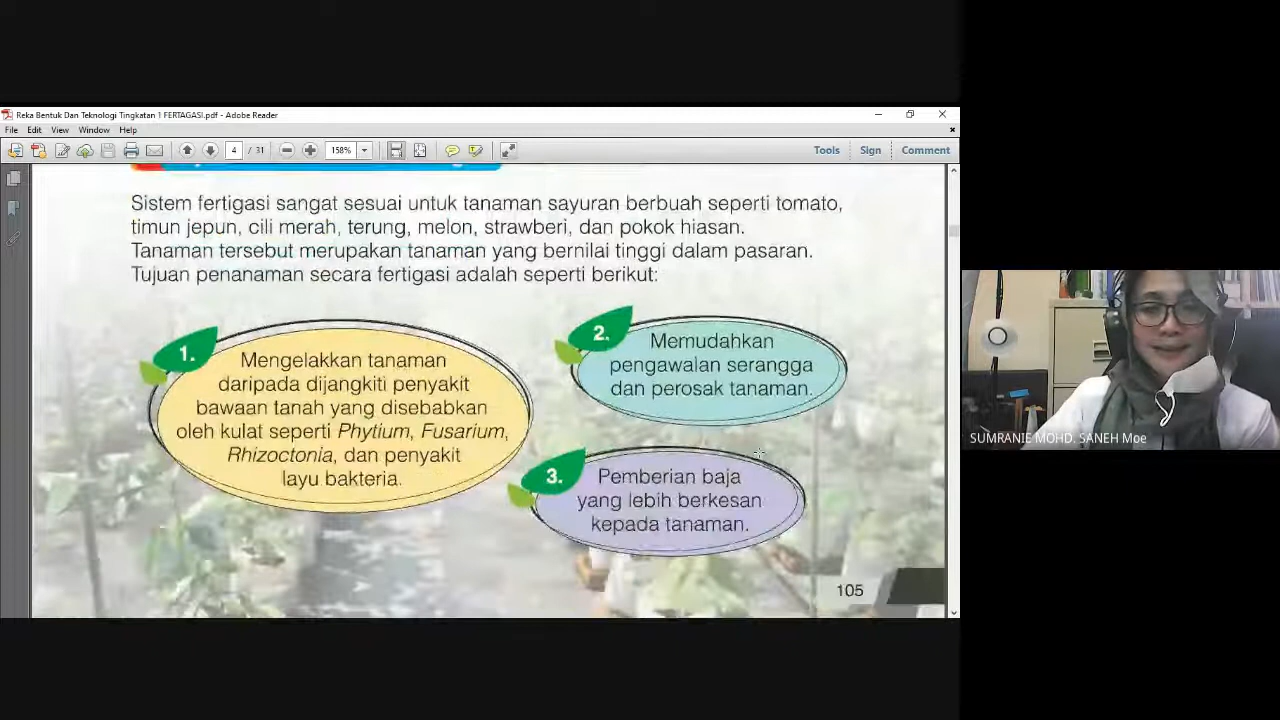 Reka Bentuk Dan Teknologi Tingkatan 1 FERTAGASI.pdf - Adobe Reader
File Edit View Window Help
4 / 31 158% Tools Sign Comment
Sistem fertigasi sangat sesuai untuk tanaman sayuran berbuah seperti tomato,
timun jepun, cili merah, terung, melon, strawberi, dan pokok hiasan.
Tanaman tersebut merupakan tanaman yang bernilai tinggi dalam pasaran.
Tujuan penanaman secara fertigasi adalah seperti berikut:
1.
Mengelakkan tanaman
daripada dijangkiti penyakit
bawaan tanah yang disebabkan
oleh kulat seperti Phytium, Fusarium,
Rhizoctonia, dan penyakit
layu bakteria.
2.
Memudahkan
pengawalan serangga
dan perosak tanaman.
3.
Pemberian baja
yang lebih berkesan
kepada tanaman.
105
SUMRANIE MOHD. SANEH Moe